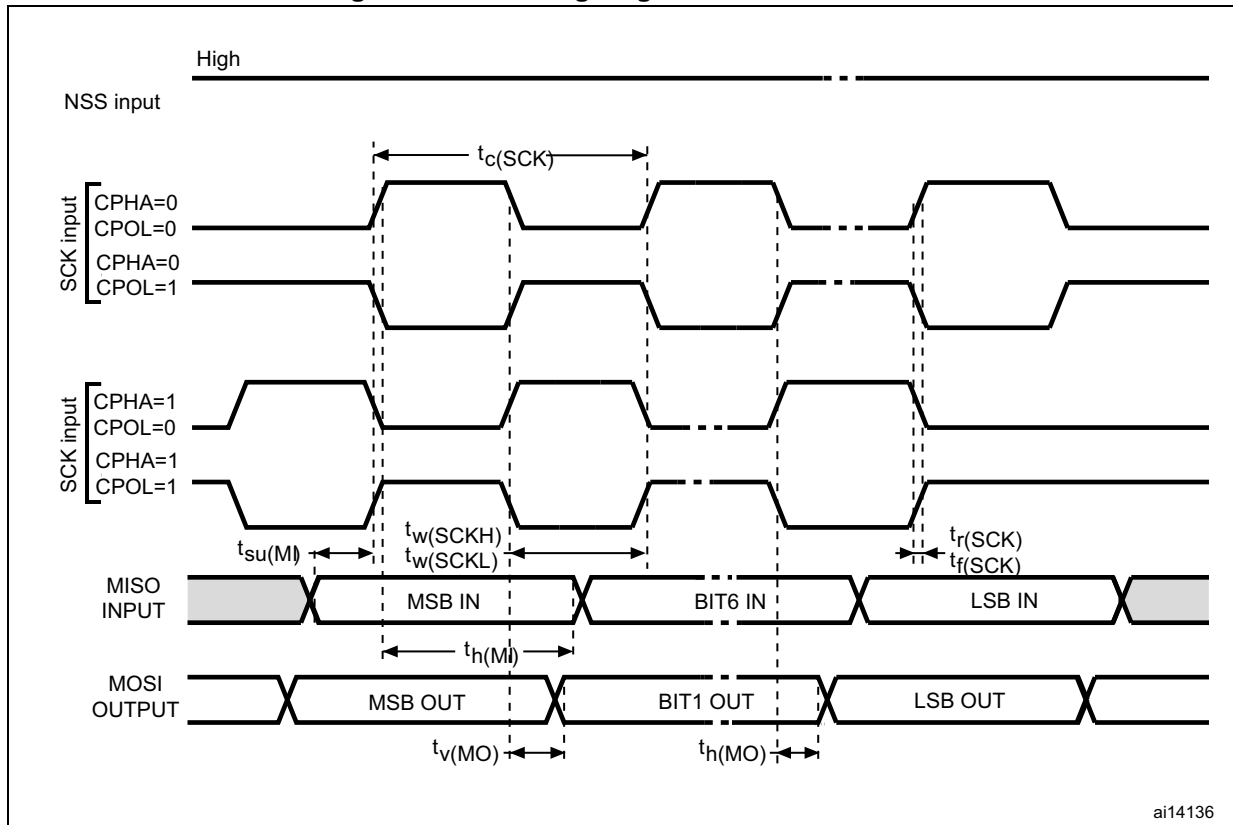 High
NSS input
tc(SCK)
SCK input
CPHA=0
CPOL=0
CPHA=0
CPOL=1
SCK input
CPHA=1
CPOL=0
CPHA=1
CPOL=1
tsu(MI)
tw(SCKH)
tw(SCKL)
tr(SCK)
tf(SCK)
MISO
INPUT
MSB IN
BIT6 IN
LSB IN
th(MI)
MOSI
OUTPUT
MSB OUT
BIT1 OUT
LSB OUT
tv(MO)
th(MO)
ai14136